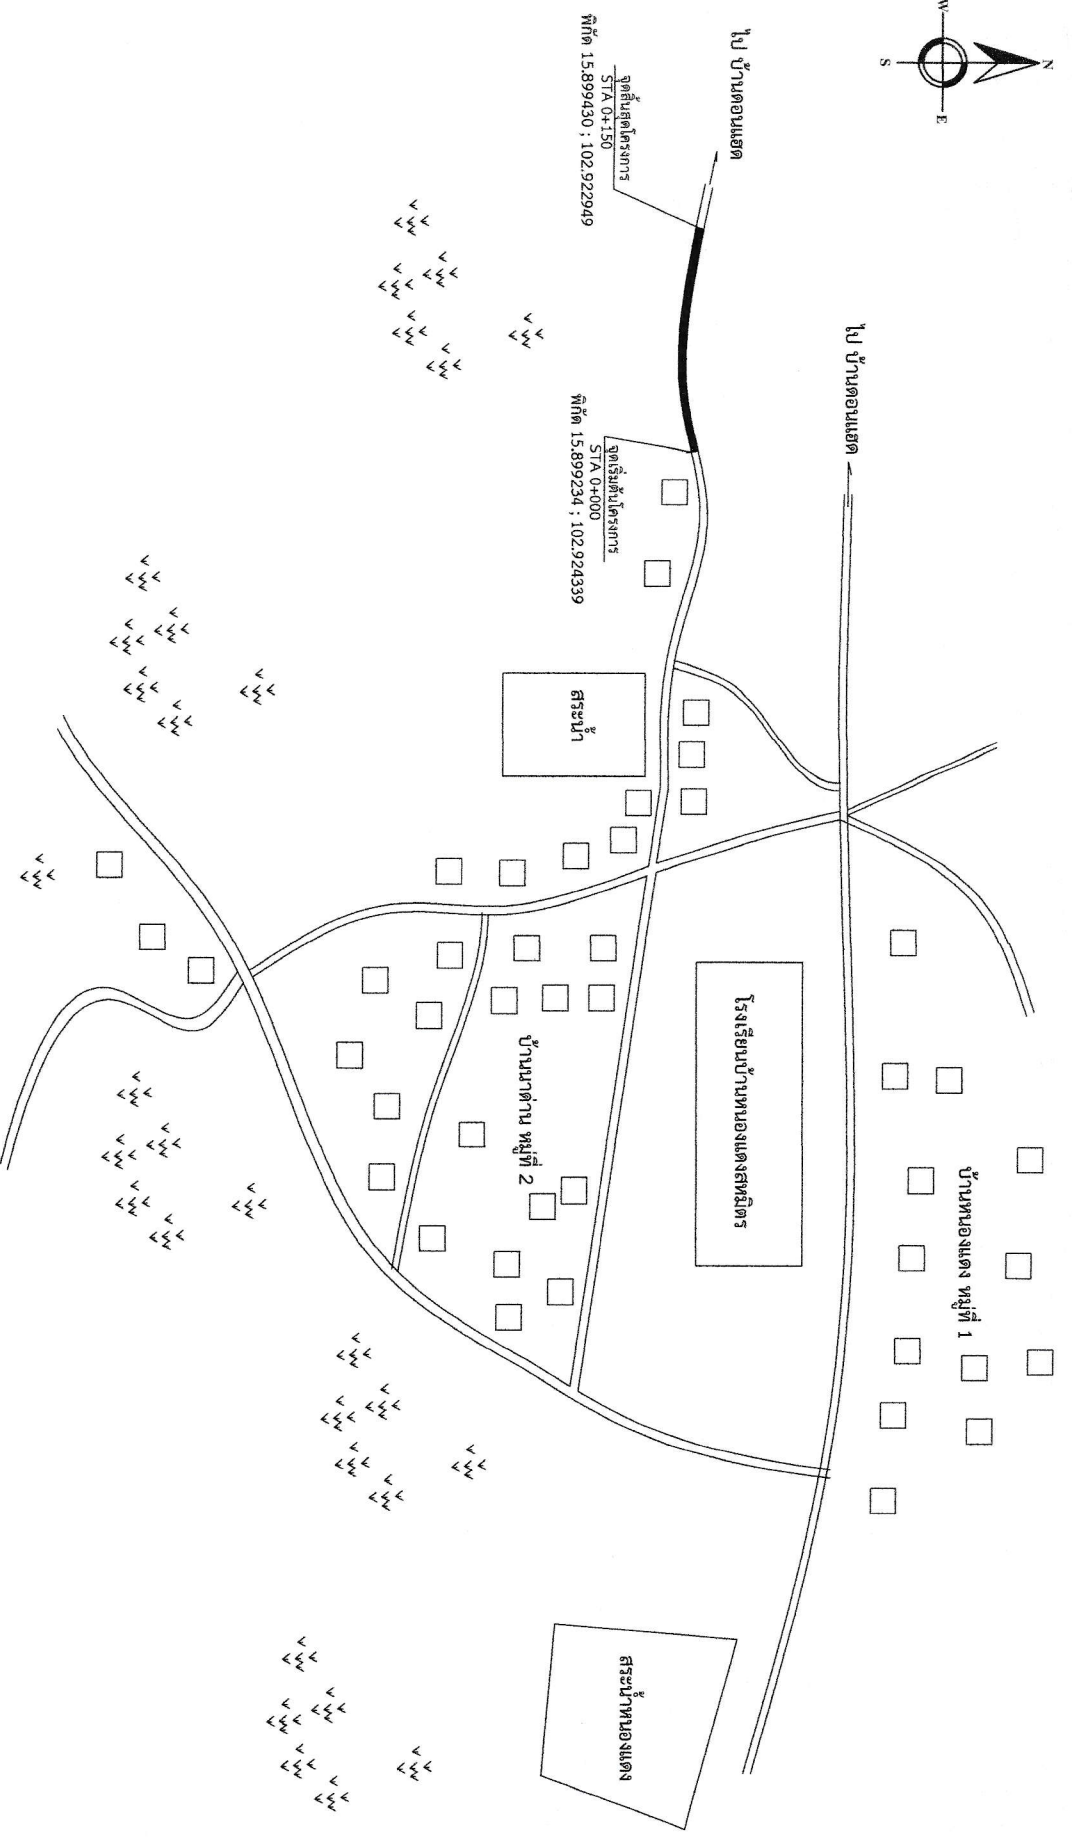 N
W
E
S
ไป บ้านดอนแฮด
ไป บ้านดอนแฮด
จุดสิ้นสุดโครงการ
STA 0+150
พิกัด 15.899430 ; 102.922949
จุดเริ่มต้นโครงการ
STA 0+000
พิกัด 15.899234 ; 102.924339
สระน้ำ
โรงเรียนบ้านหนองแดงสหมิตร
บ้านหนองแดง หมู่ที่ 1
บ้านนาด่าน หมู่ที่ 2
สระน้ำหนองแดง